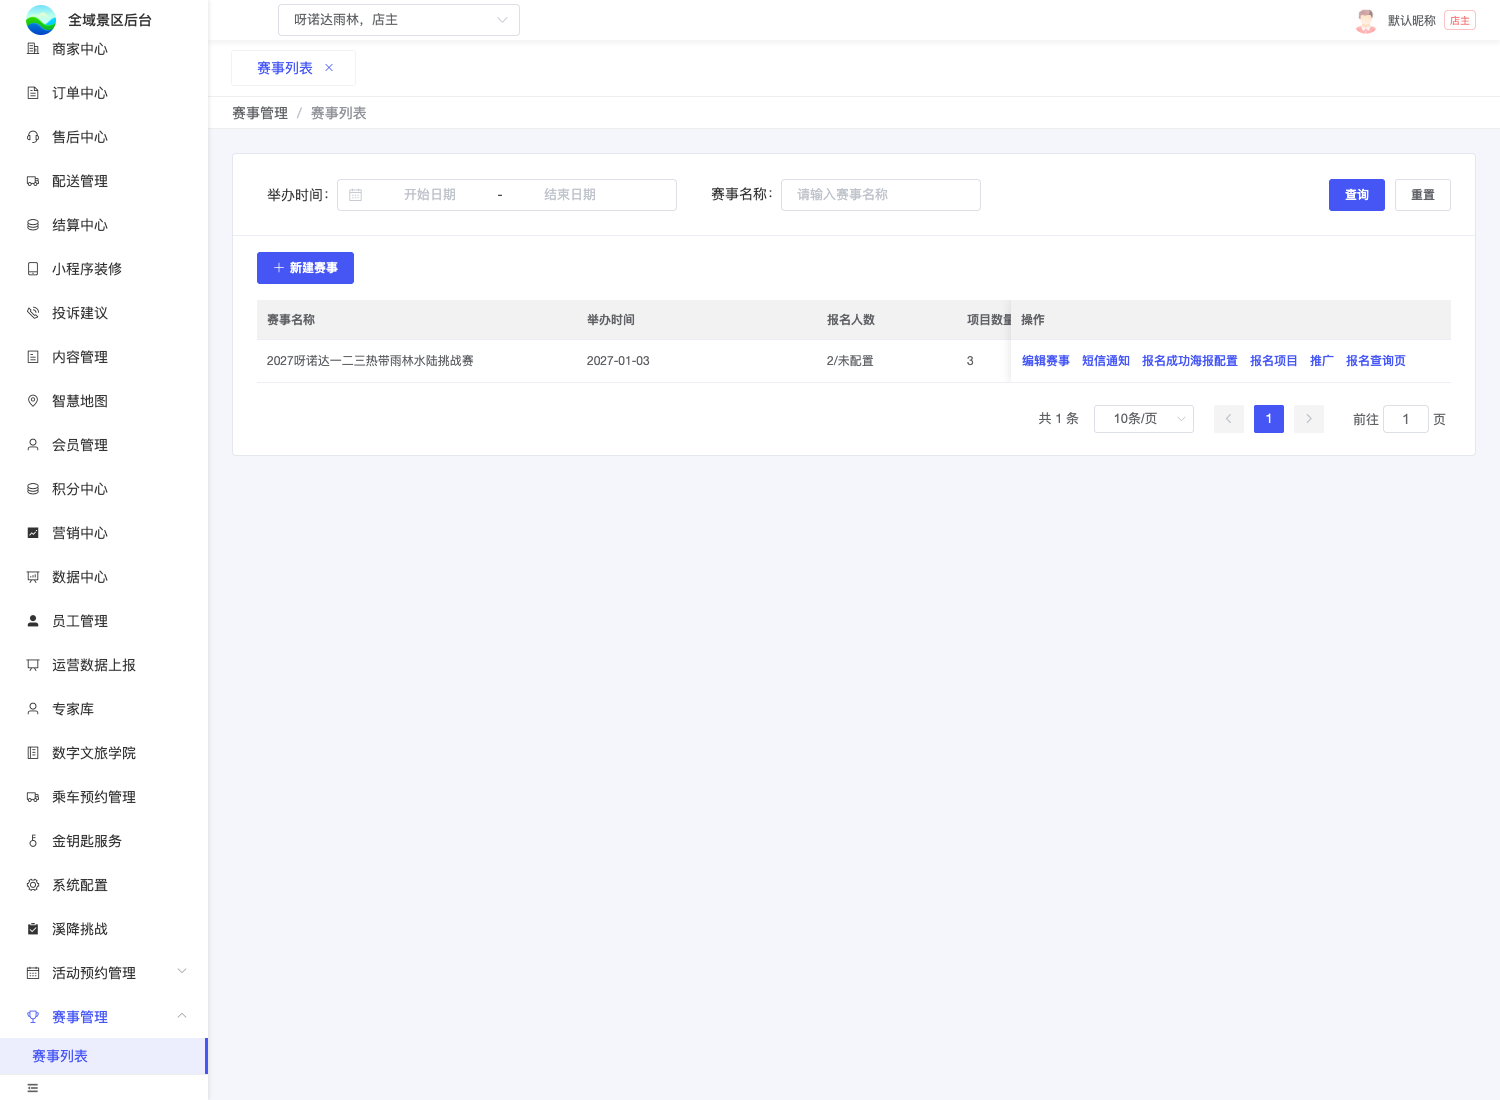 全域景区后台
呀诺达雨林，店主
默认昵称 店主
商家中心
订单中心
售后中心
配送管理
结算中心
小程序装修
投诉建议
内容管理
智慧地图
会员管理
积分中心
营销中心
数据中心
员工管理
运营数据上报
专家库
数字文旅学院
乘车预约管理
金钥匙服务
系统配置
溪降挑战
活动预约管理
赛事管理
赛事列表
赛事列表
赛事管理 / 赛事列表
举办时间: 开始日期 - 结束日期 赛事名称: 请输入赛事名称 查询 重置
新建赛事
赛事名称 举办时间 报名人数 项目数量 操作
2027呀诺达一二三热带雨林水陆挑战赛 2027-01-03 2/未配置 3 编辑赛事 短信通知 报名成功海报配置 报名项目 推广 报名查询页
共 1 条 10条/页 1 前往 1 页